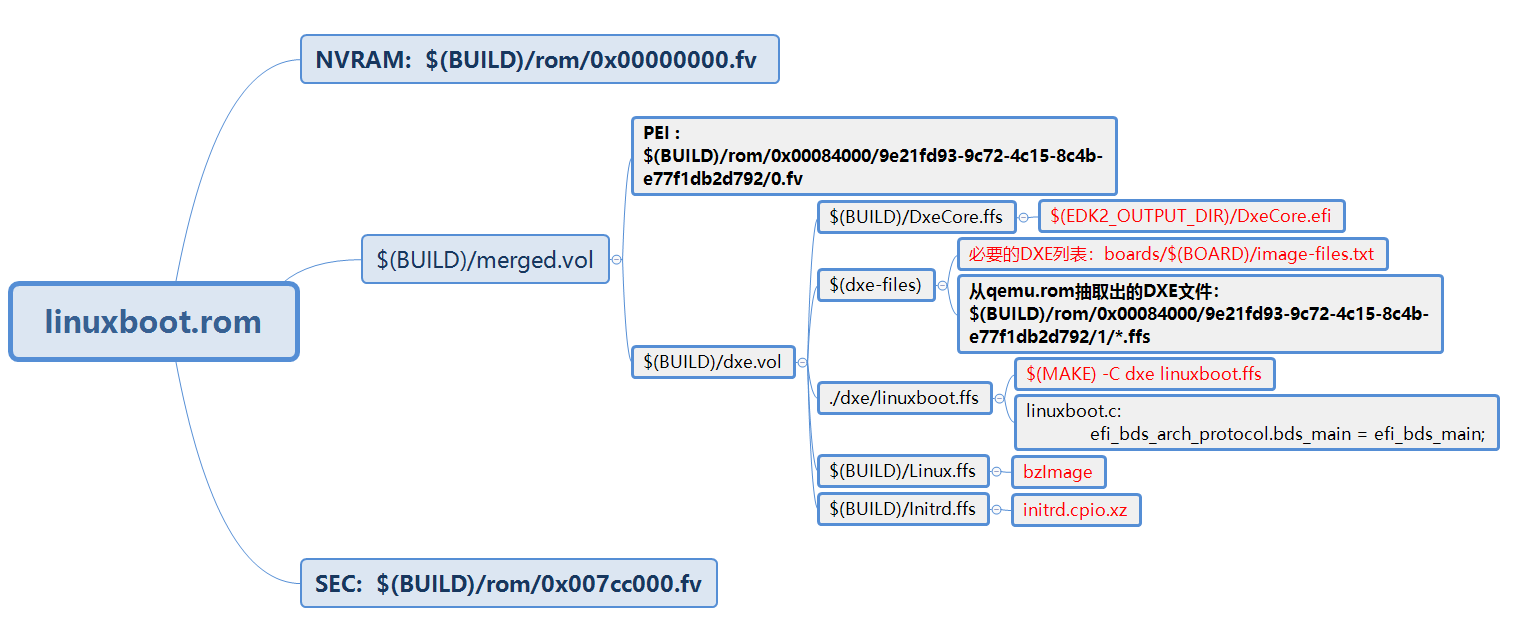 linuxboot.rom
NVRAM:  $(BUILD)/rom/0x00000000.fv
$(BUILD)/merged.vol
PEI :
$(BUILD)/rom/0x00084000/9e21fd93-9c72-4c15-8c4b-
e77f1db2d792/0.fv
$(BUILD)/dxe.vol
$(BUILD)/DxeCore.ffs
$(EDK2_OUTPUT_DIR)/DxeCore.efi
$(dxe-files)
必要的DXE列表：boards/$(BOARD)/image-files.txt
从qemu.rom抽取出的DXE文件：
$(BUILD)/rom/0x00084000/9e21fd93-9c72-4c15-8c4b-
e77f1db2d792/1/*.ffs
./dxe/linuxboot.ffs
$(MAKE) -C dxe linuxboot.ffs
linuxboot.c:
efi_bds_arch_protocol.bds_main = efi_bds_main;
$(BUILD)/Linux.ffs
bzImage
$(BUILD)/Initrd.ffs
initrd.cpio.xz
SEC:  $(BUILD)/rom/0x007cc000.fv